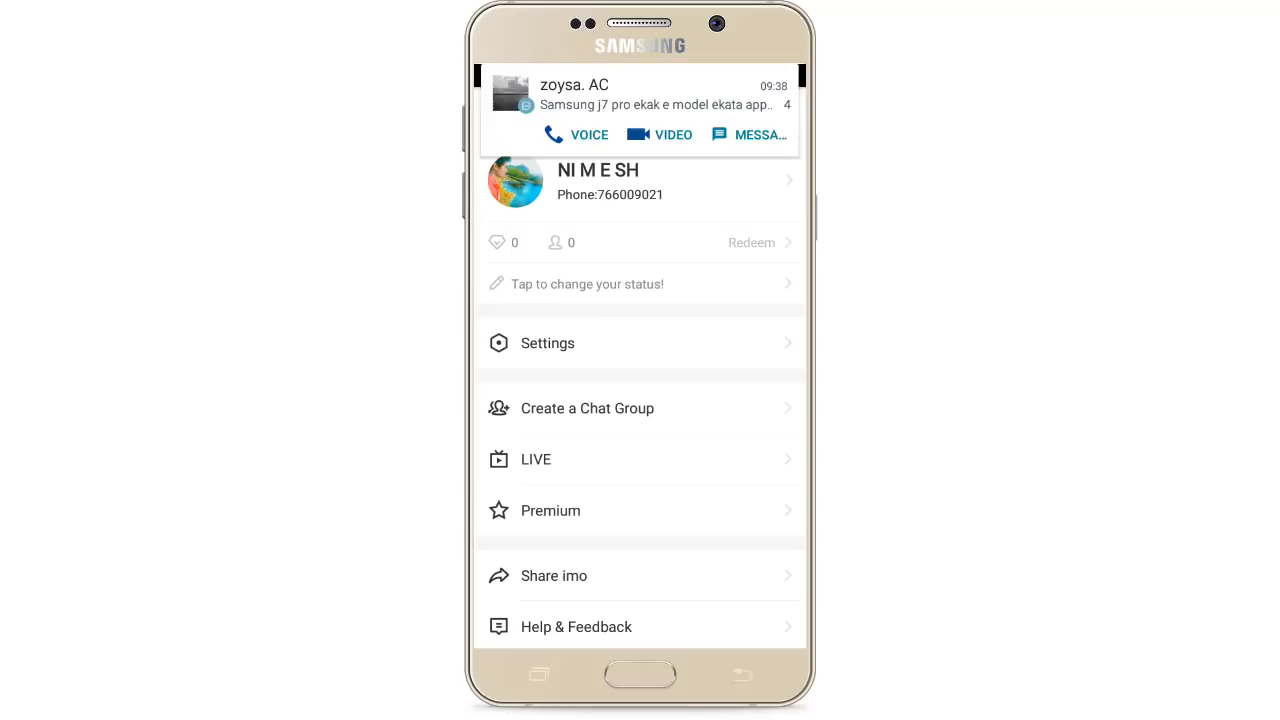 SAMSUNG
zoysa. AC 09:38
Samsung j7 pro ekak e model ekata app.. 4
VOICE VIDEO MESSA...
NI M E SH
Phone:766009021
0 0 Redeem
Tap to change your status!
Settings
Create a Chat Group
LIVE
Premium
Share imo
Help & Feedback